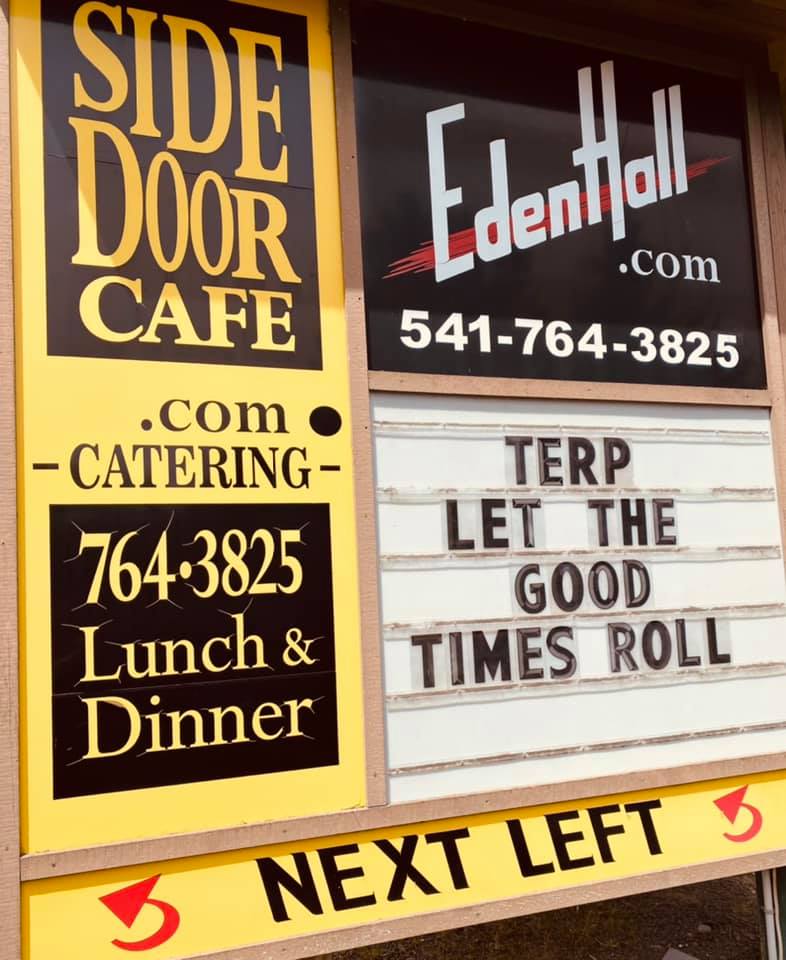 SIDE
DOOR
CAFE
.com
-CATERING-
764•3825
Lunch &
Dinner
EdenHall
.com
541-764-3825
TERP
LET THE
GOOD
TIMES ROLL
NEXT LEFT